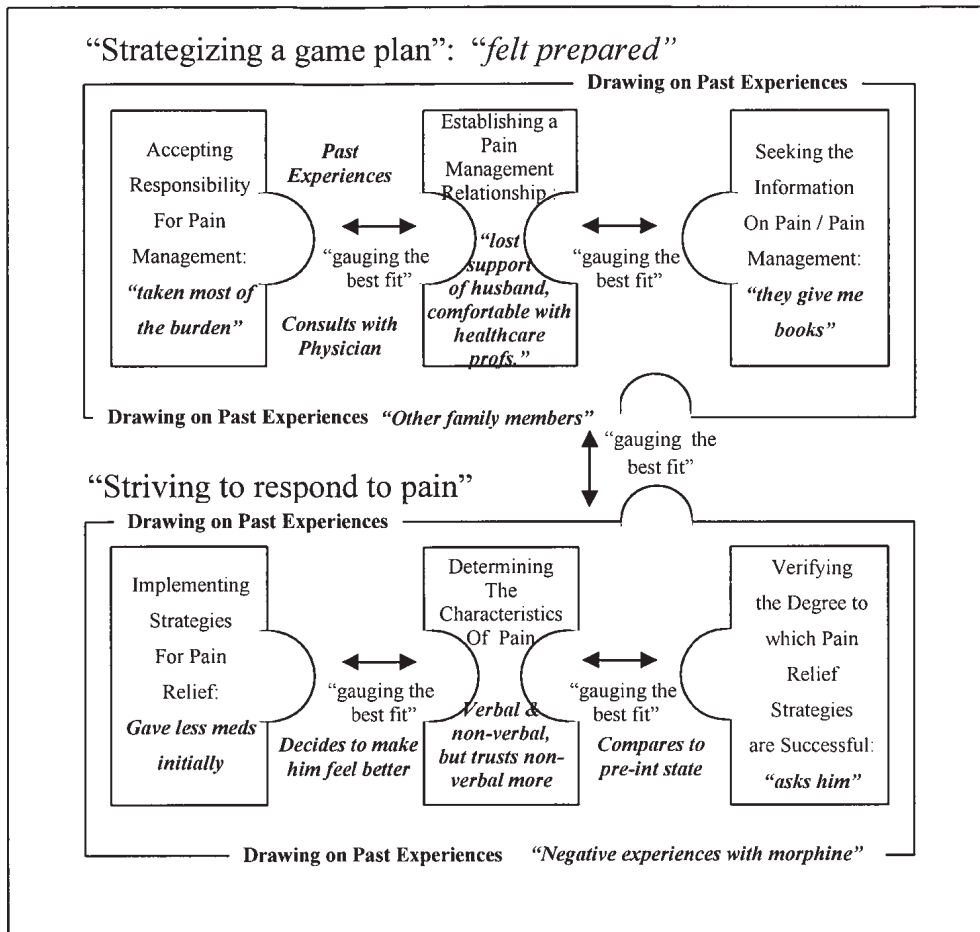 “Strategizing a game plan”: “felt prepared”
Drawing on Past Experiences
Accepting
Responsibility
For Pain
Management:
“taken most of
the burden”
Past
Experiences
“gauging the
best fit”
Consults with
Physician
Establishing a
Pain
Management
Relationship :
“lost
support
of husband,
comfortable with
healthcare
profs.”
“gauging the
best fit”
Seeking the
Information
On Pain / Pain
Management:
“they give me
books”
Drawing on Past Experiences “Other family members”
“gauging the
best fit”
“Striving to respond to pain”
Drawing on Past Experiences
Implementing
Strategies
For Pain
Relief:
Gave less meds
initially
“gauging the
best fit”
Decides to make
him feel better
Determining
The
Characteristics
Of Pain
Verbal &
non-verbal,
but trusts non-
verbal more
“gauging the
best fit”
Compares to
pre-int state
Verifying
the Degree to
which Pain
Relief
Strategies
are Successful:
“asks him”
Drawing on Past Experiences “Negative experiences with morphine”